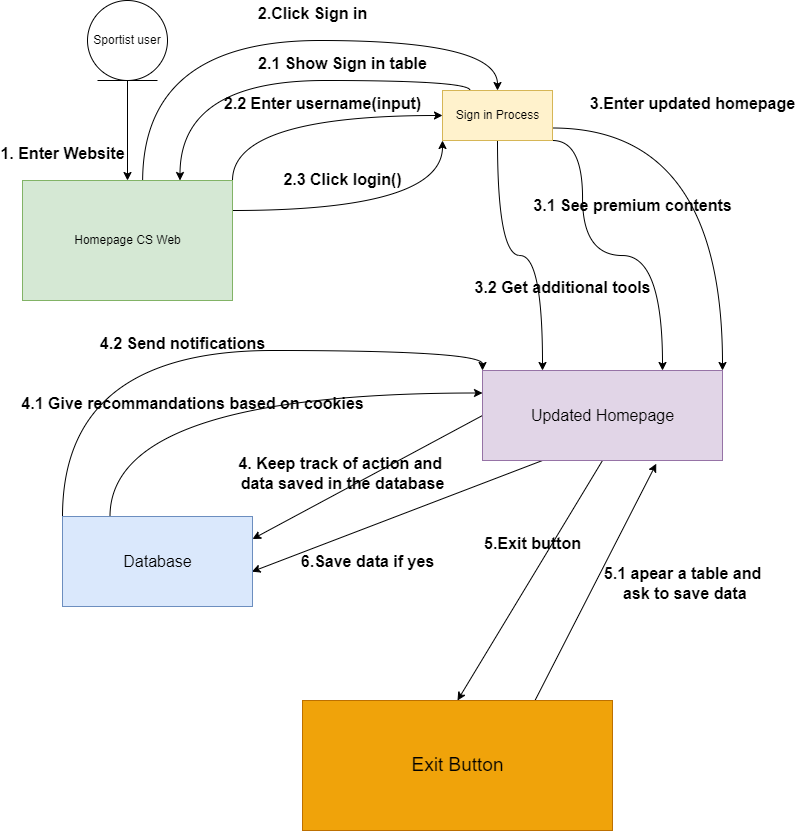 2.Click Sign in
Sportist user
2.1 Show Sign in table
2.2 Enter username(input)
3.Enter updated homepage
Sign in Process
1. Enter Website
2.3 Click login()
3.1 See premium contents
Homepage CS Web
3.2 Get additional tools
4.2 Send notifications
4.1 Give recommandations based on cookies
Updated Homepage
4. Keep track of action and
data saved in the database
5.Exit button
Database
6.Save data if yes
5.1 apear a table and
ask to save data
Exit Button